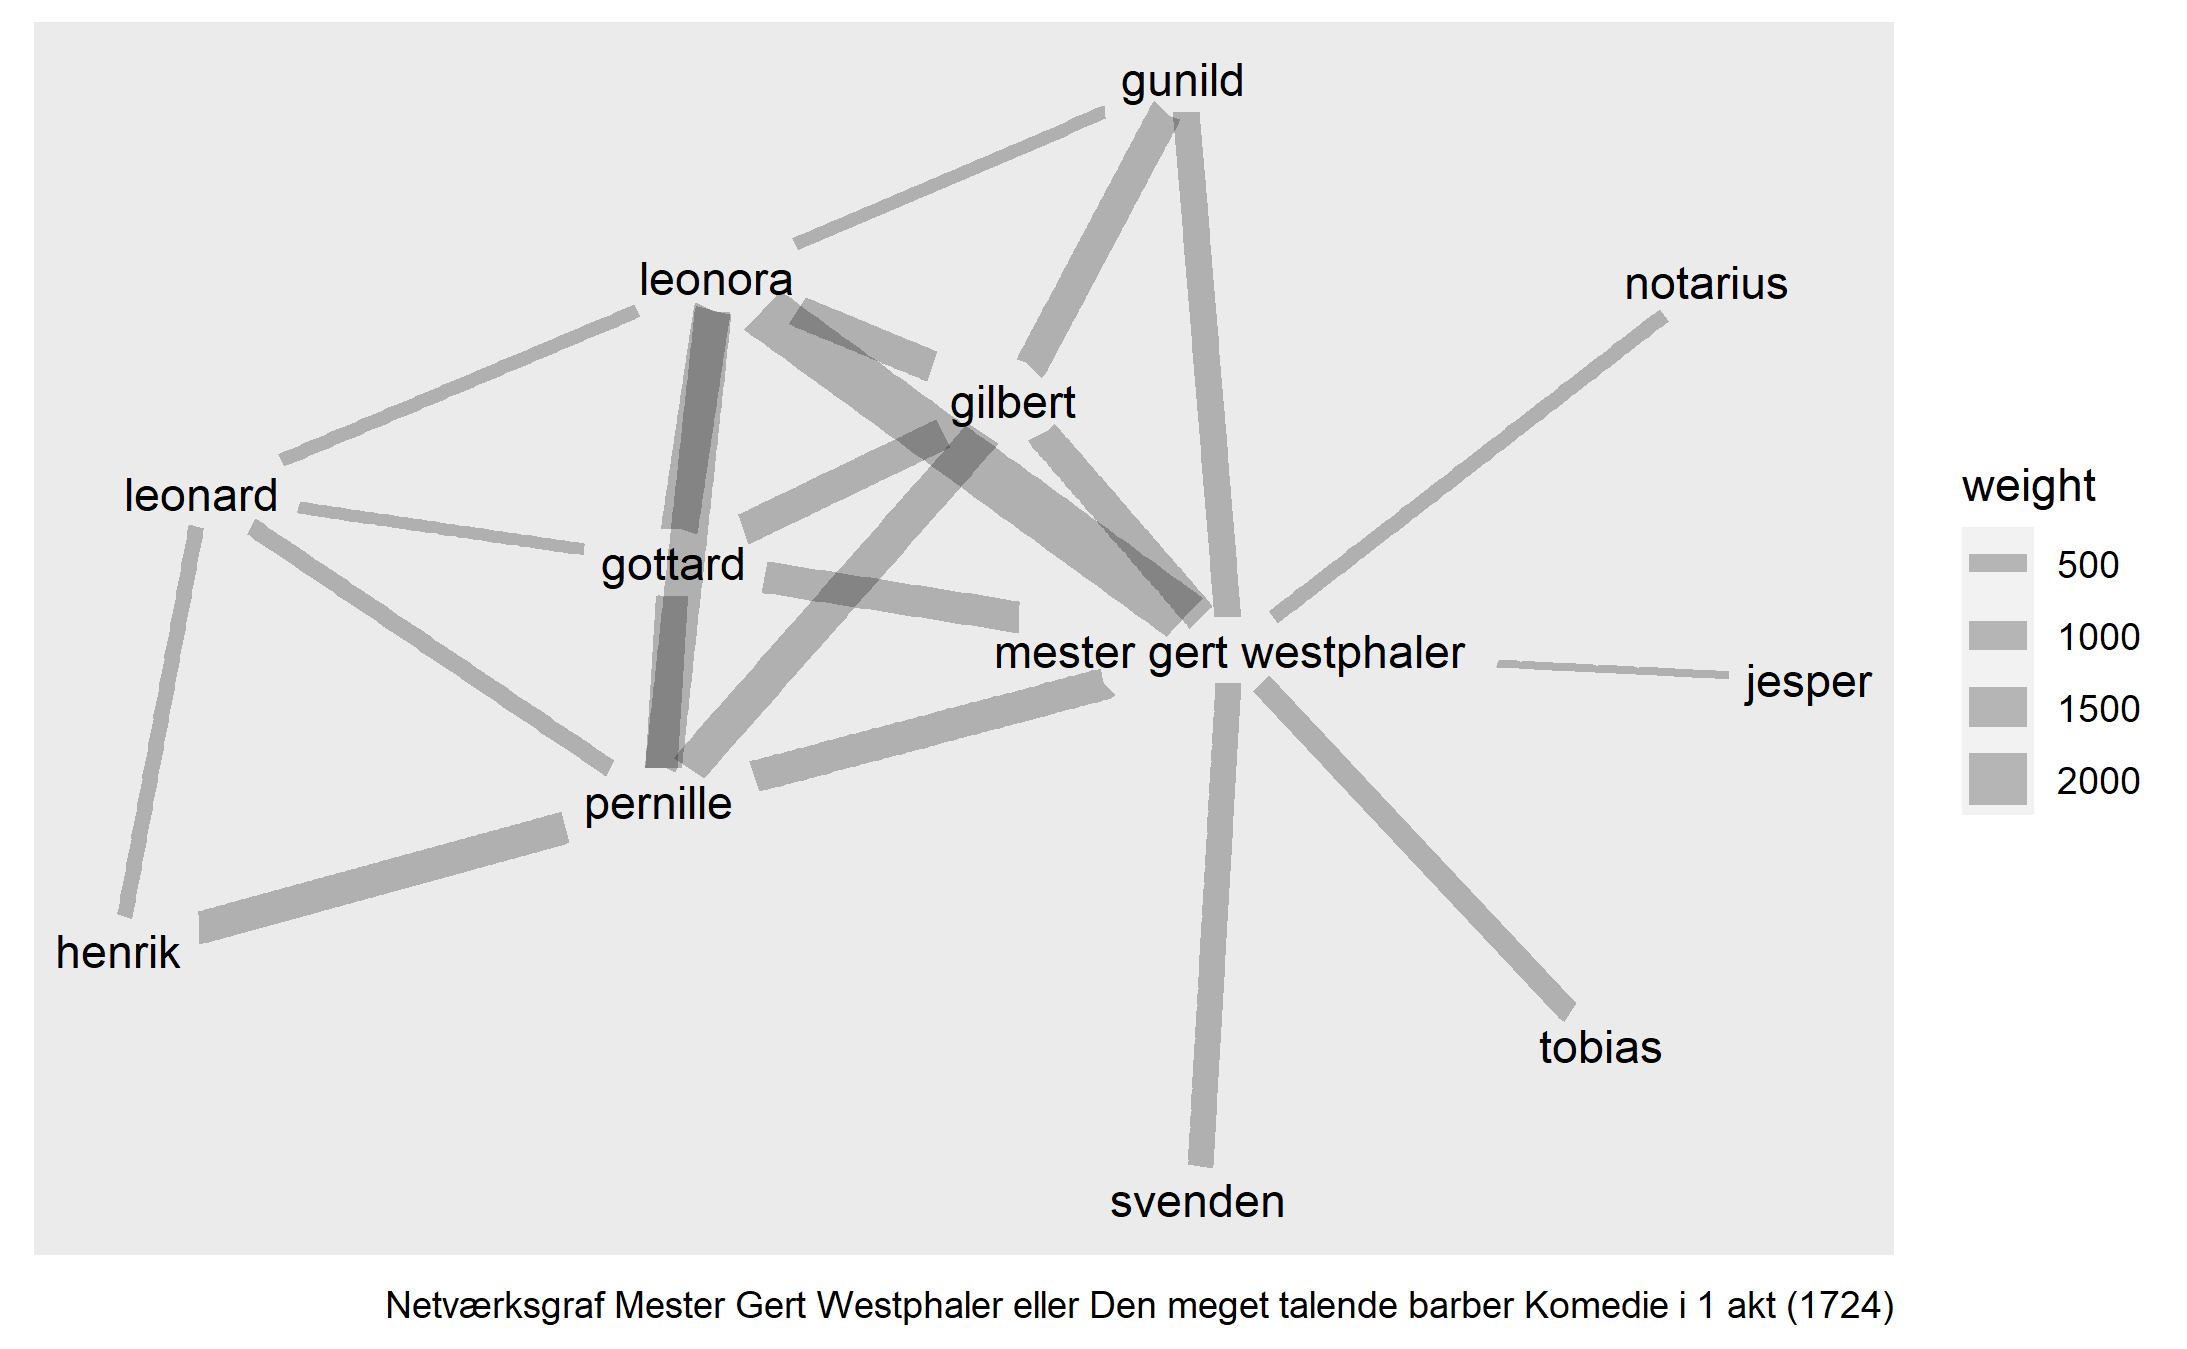 gunild
leonora
notarius
gilbert
leonard
gottard
mester gert westphaler
jesper
pernille
henrik
tobias
svenden
weight
500
1000
1500
2000
Netværksgraf Mester Gert Westphaler eller Den meget talende barber Komedie i 1 akt (1724)